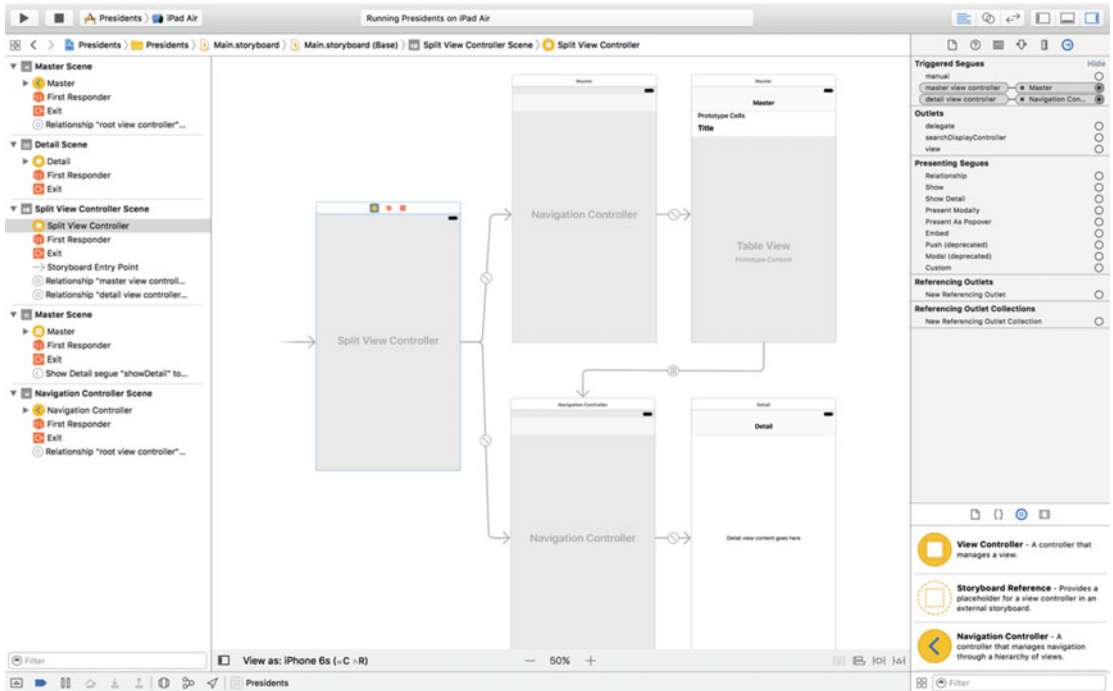 Presidents
iPad Air
Running Presidents on iPad Air
Presidents
Presidents
Main.storyboard
Main.storyboard (Base)
Split View Controller Scene
Split View Controller
Master Scene
Master
First Responder
Exit
Relationship "root view controller"...
Detail Scene
Detail
First Responder
Exit
Split View Controller Scene
Split View Controller
First Responder
Exit
Storyboard Entry Point
Relationship "master view controll...
Relationship "detail view controller...
Master Scene
Master
First Responder
Exit
Show Detail segue "showDetail" to...
Navigation Controller Scene
Navigation Controller
First Responder
Exit
Relationship "root view controller"...
Filter
Split View Controller
Master
Navigation Controller
Master
Master
Prototype Cells
Title
Table View
Prototype Content
Navigation Controller
Navigation Controller
Detail
Detail
Detail view content goes here
View as: iPhone 6s (wC hR)
50%
Presidents
Triggered Segues
Hide
manual
master view controller
Master
detail view controller
Navigation Con...
Outlets
delegate
searchDisplayController
view
Presenting Segues
Relationship
Show
Show Detail
Present Modally
Present As Popover
Embed
Push (deprecated)
Modal (deprecated)
Custom
Referencing Outlets
New Referencing Outlet
Referencing Outlet Collections
New Referencing Outlet Collection
View Controller - A controller that
manages a view.
Storyboard Reference - Provides a
placeholder for a view controller in an
external storyboard.
Navigation Controller - A
controller that manages navigation
through a hierarchy of views.
Filter